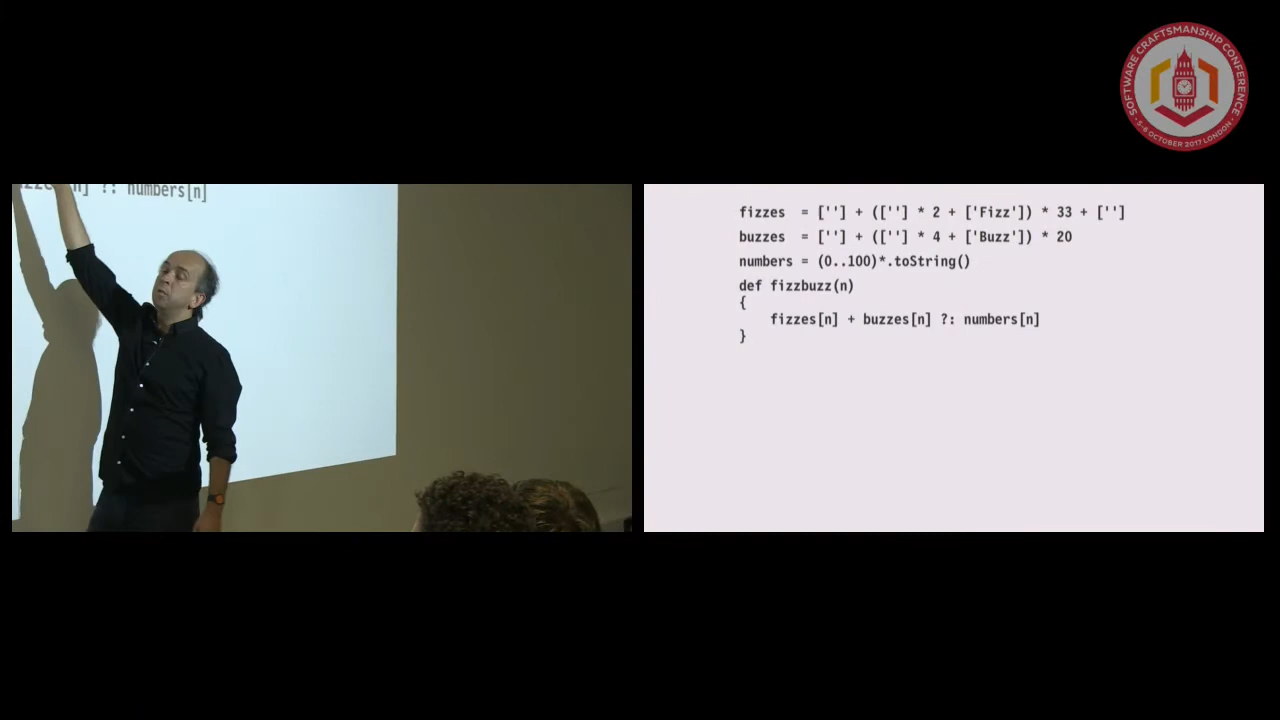 SOFTWARE CRAFTSMANSHIP CONFERENCE
• 5-6 OCTOBER 2017 LONDON •
n] ?: numbers[n]
fizzes  = [''] + ([''] * 2 + ['Fizz']) * 33 + ['']
buzzes  = [''] + ([''] * 4 + ['Buzz']) * 20
numbers = (0..100)*.toString()
def fizzbuzz(n)
{
    fizzes[n] + buzzes[n] ?: numbers[n]
}